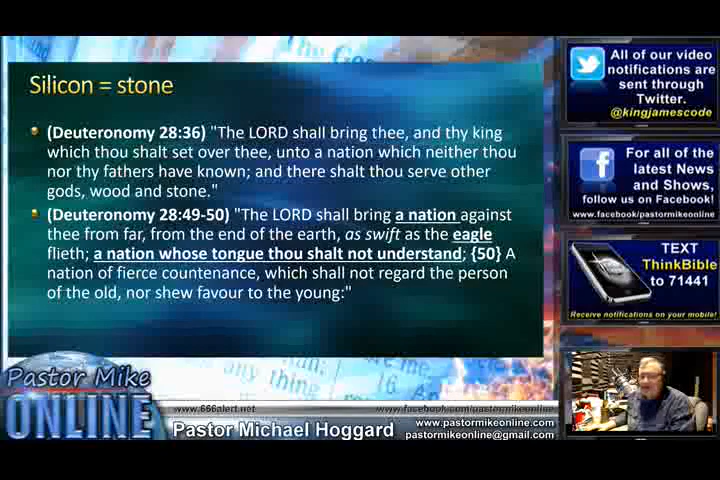 Silicon = stone
(Deuteronomy 28:36) "The LORD shall bring thee, and thy king
which thou shalt set over thee, unto a nation which neither thou
nor thy fathers have known; and there shalt thou serve other
gods, wood and stone."
(Deuteronomy 28:49-50) "The LORD shall bring a nation against
thee from far, from the end of the earth, as swift as the eagle
flieth; a nation whose tongue thou shalt not understand; {50} A
nation of fierce countenance, which shall not regard the person
of the old, nor shew favour to the young:"
All of our video
notifications are
sent through
Twitter.
@kingjamescode
For all of the
latest News
and Shows,
follow us on Facebook!
www.facebook/pastormikeonline
TEXT
ThinkBible
to 71441
Receive notifications on your mobile!
Pastor Mike
ONLINE
www.666alert.net
www.facebook.com/pastormikeonline
Pastor Michael Hoggard
www.pastormikeonline.com
pastormikeonline@gmail.com
any thing